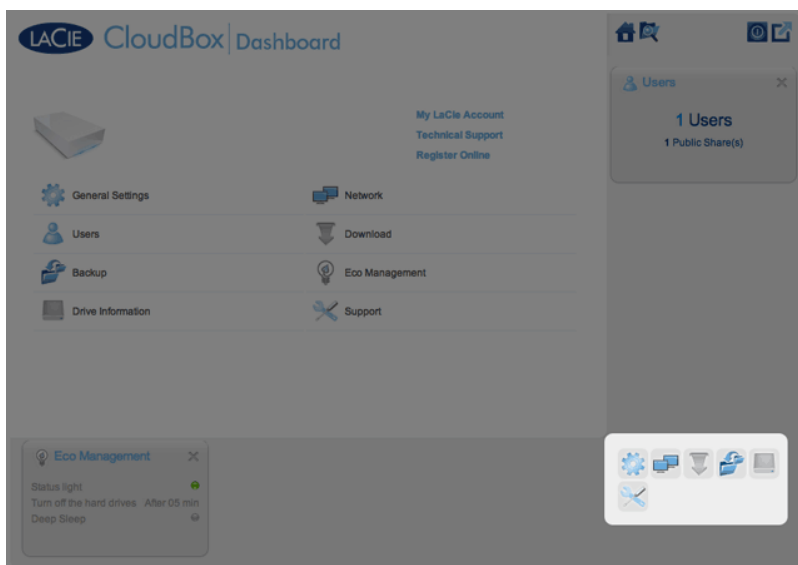 LACIE CloudBox Dashboard
Users
1 Users
1 Public Share(s)
My LaCie Account
Technical Support
Register Online
General Settings
Network
Users
Download
Backup
Eco Management
Drive Information
Support
Eco Management
Status light
Turn off the hard drives After 05 min
Deep Sleep